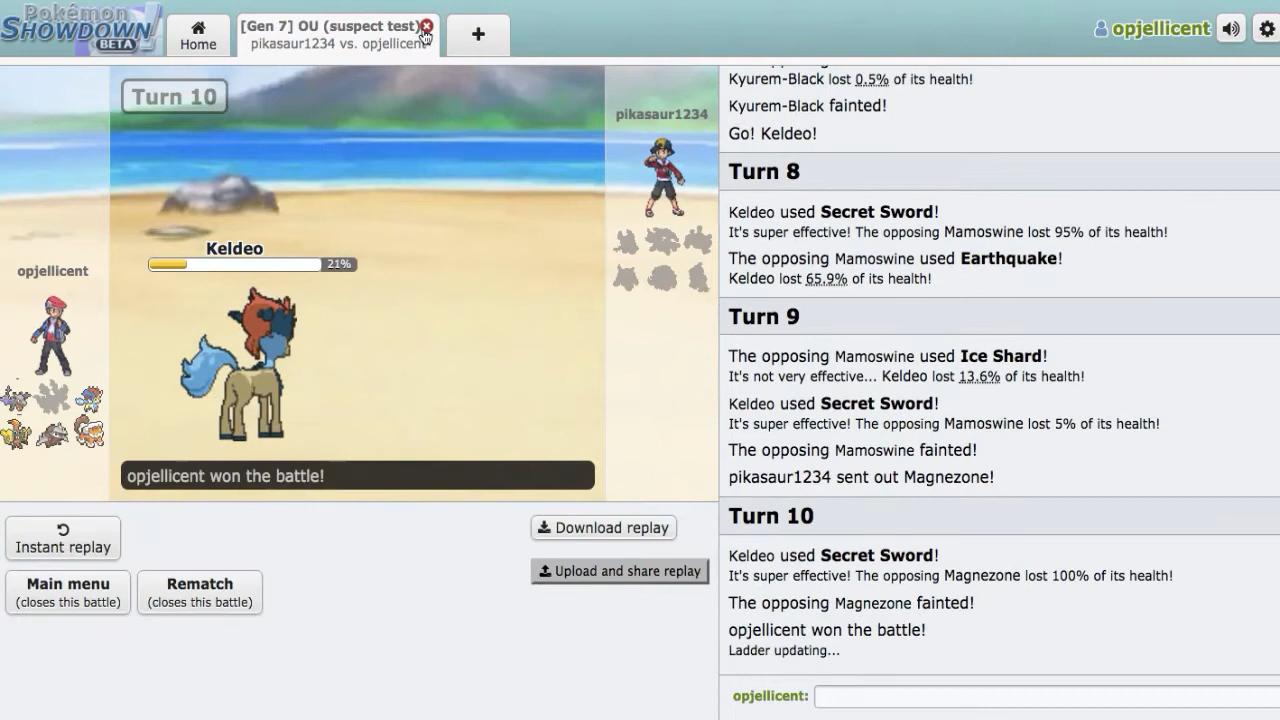 Pokémon
SHOWDOWN!
BETA
Home
[Gen 7] OU (suspect test)
pikasaur1234 vs. opjellicent
+
opjellicent
Turn 10
pikasaur1234
opjellicent
Keldeo
21%
opjellicent won the battle!
Instant replay
Download replay
Upload and share replay
Main menu
(closes this battle)
Rematch
(closes this battle)
Kyurem-Black lost 0.5% of its health!
Kyurem-Black fainted!
Go! Keldeo!
Turn 8
Keldeo used Secret Sword!
It's super effective! The opposing Mamoswine lost 95% of its health!
The opposing Mamoswine used Earthquake!
Keldeo lost 65.9% of its health!
Turn 9
The opposing Mamoswine used Ice Shard!
It's not very effective... Keldeo lost 13.6% of its health!
Keldeo used Secret Sword!
It's super effective! The opposing Mamoswine lost 5% of its health!
The opposing Mamoswine fainted!
pikasaur1234 sent out Magnezone!
Turn 10
Keldeo used Secret Sword!
It's super effective! The opposing Magnezone lost 100% of its health!
The opposing Magnezone fainted!
opjellicent won the battle!
Ladder updating...
opjellicent: